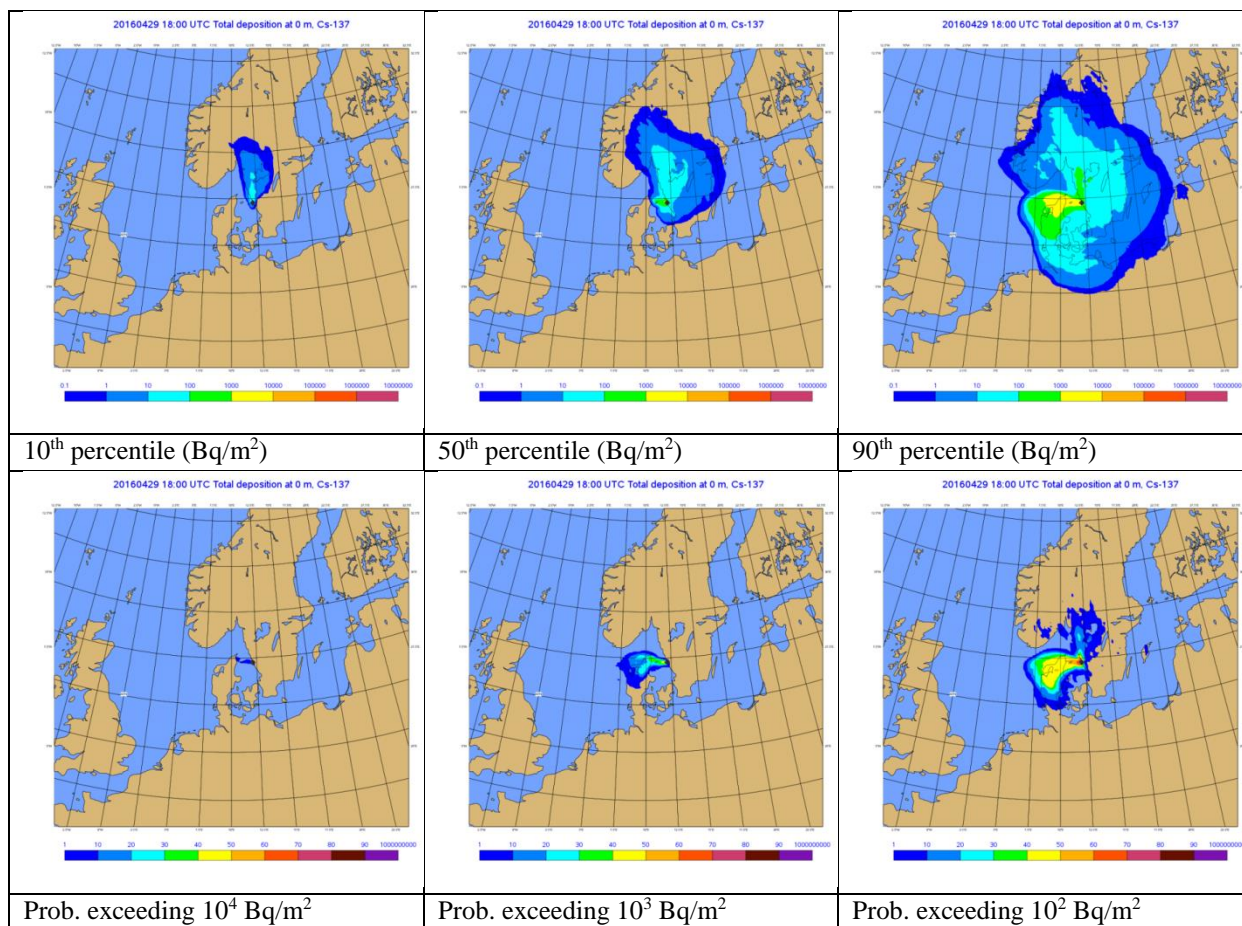 20160429 18:00 UTC Total deposition at 0 m, Cs-137
20160429 18:00 UTC Total deposition at 0 m, Cs-137
20160429 18:00 UTC Total deposition at 0 m, Cs-137
0.1 1 10 100 1000 10000 100000 10000000
0.1 1 10 100 1000 10000 100000 10000000
0.1 1 10 100 1000 10000 100000 10000000
10th percentile (Bq/m²)
50th percentile (Bq/m²)
90th percentile (Bq/m²)
20160429 18:00 UTC Total deposition at 0 m, Cs-137
20160429 18:00 UTC Total deposition at 0 m, Cs-137
20160429 18:00 UTC Total deposition at 0 m, Cs-137
1 10 20 30 40 50 60 70 80 90 1000000000
1 10 20 30 40 50 60 70 80 90 1000000000
1 10 20 30 40 50 60 70 80 90 1000000000
Prob. exceeding 10⁴ Bq/m²
Prob. exceeding 10³ Bq/m²
Prob. exceeding 10² Bq/m²